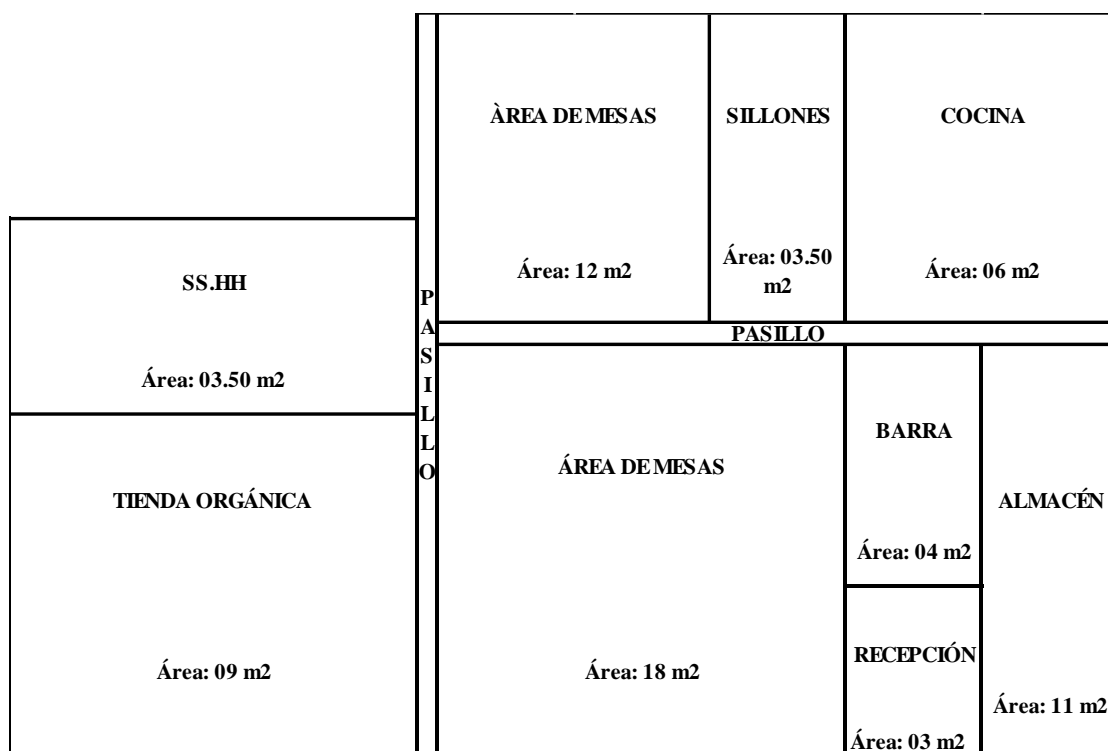 ÀREA DE MESAS
Área: 12 m2
SILLONES
Área: 03.50
m2
COCINA
Área: 06 m2
SS.HH
Área: 03.50 m2
PASILLO
PASILLO
TIENDA ORGÁNICA
Área: 09 m2
ÁREA DE MESAS
Área: 18 m2
BARRA
Área: 04 m2
RECEPCIÓN
Área: 03 m2
ALMACÉN
Área: 11 m2